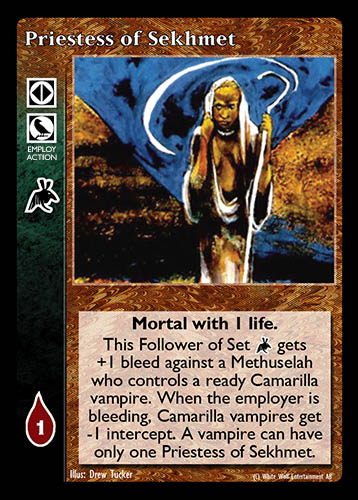 Priestess of Sekhmet
EMPLOY
ACTION
Mortal with 1 life.
This Follower of Set gets
+1 bleed against a Methuselah
who controls a ready Camarilla
vampire. When the employer is
bleeding, Camarilla vampires get
-1 intercept. A vampire can have
only one Priestess of Sekhmet.
1
Illus: Drew Tucker
(C) White Wolf Entertainment AB